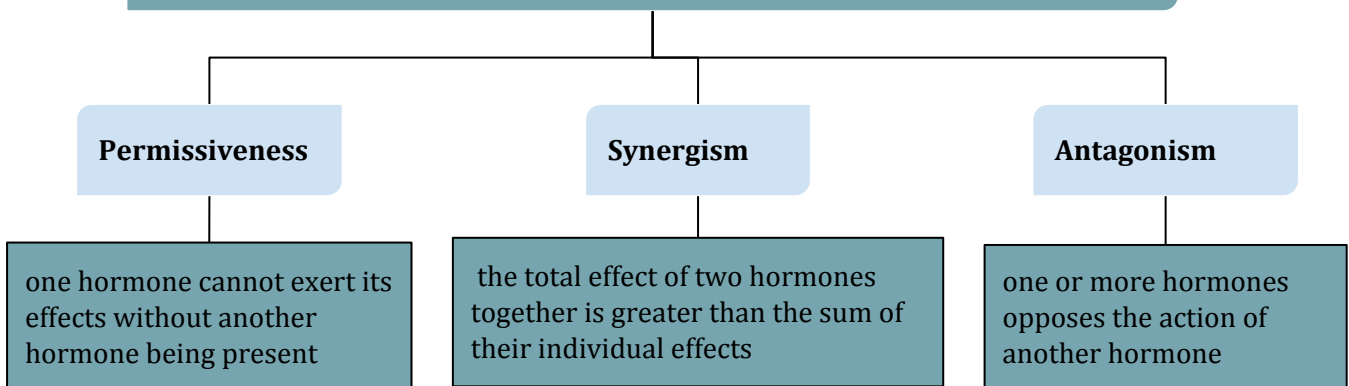 Permissiveness
Synergism
Antagonism
one hormone cannot exert its
effects without another
hormone being present
the total effect of two hormones
together is greater than the sum of
their individual effects
one or more hormones
opposes the action of
another hormone